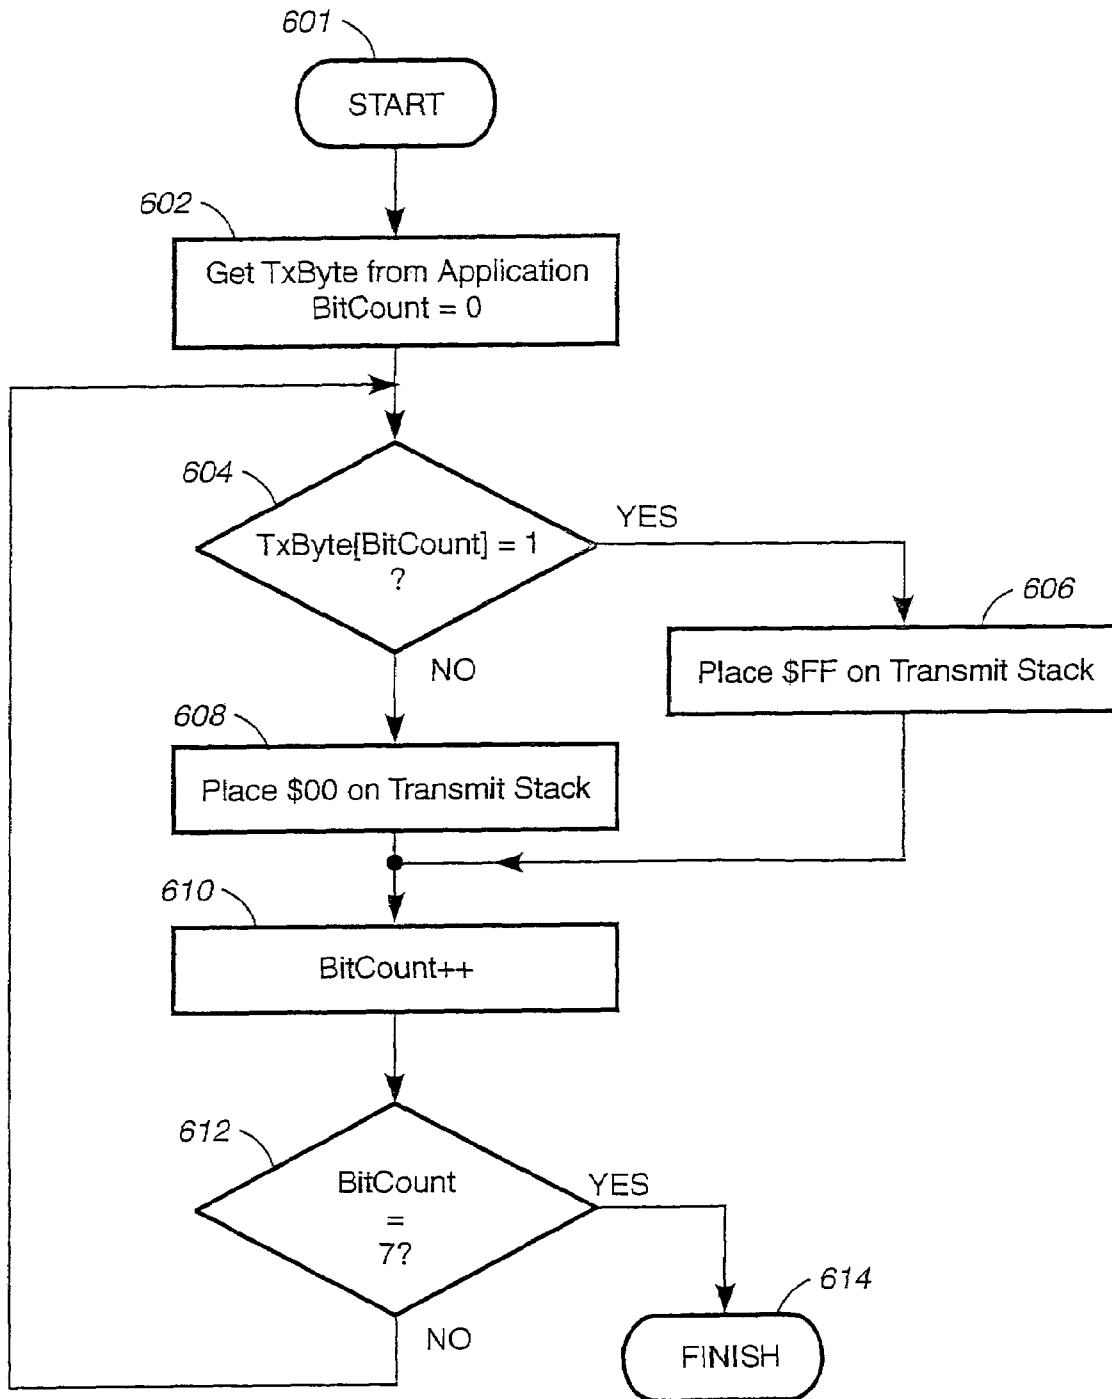 601
START
602
Get TxByte from Application
BitCount = 0
604
TxByte[BitCount] = 1
?
YES
NO
606
Place $FF on Transmit Stack
608
Place $00 on Transmit Stack
610
BitCount++
612
BitCount
=
7?
YES
NO
614
FINISH